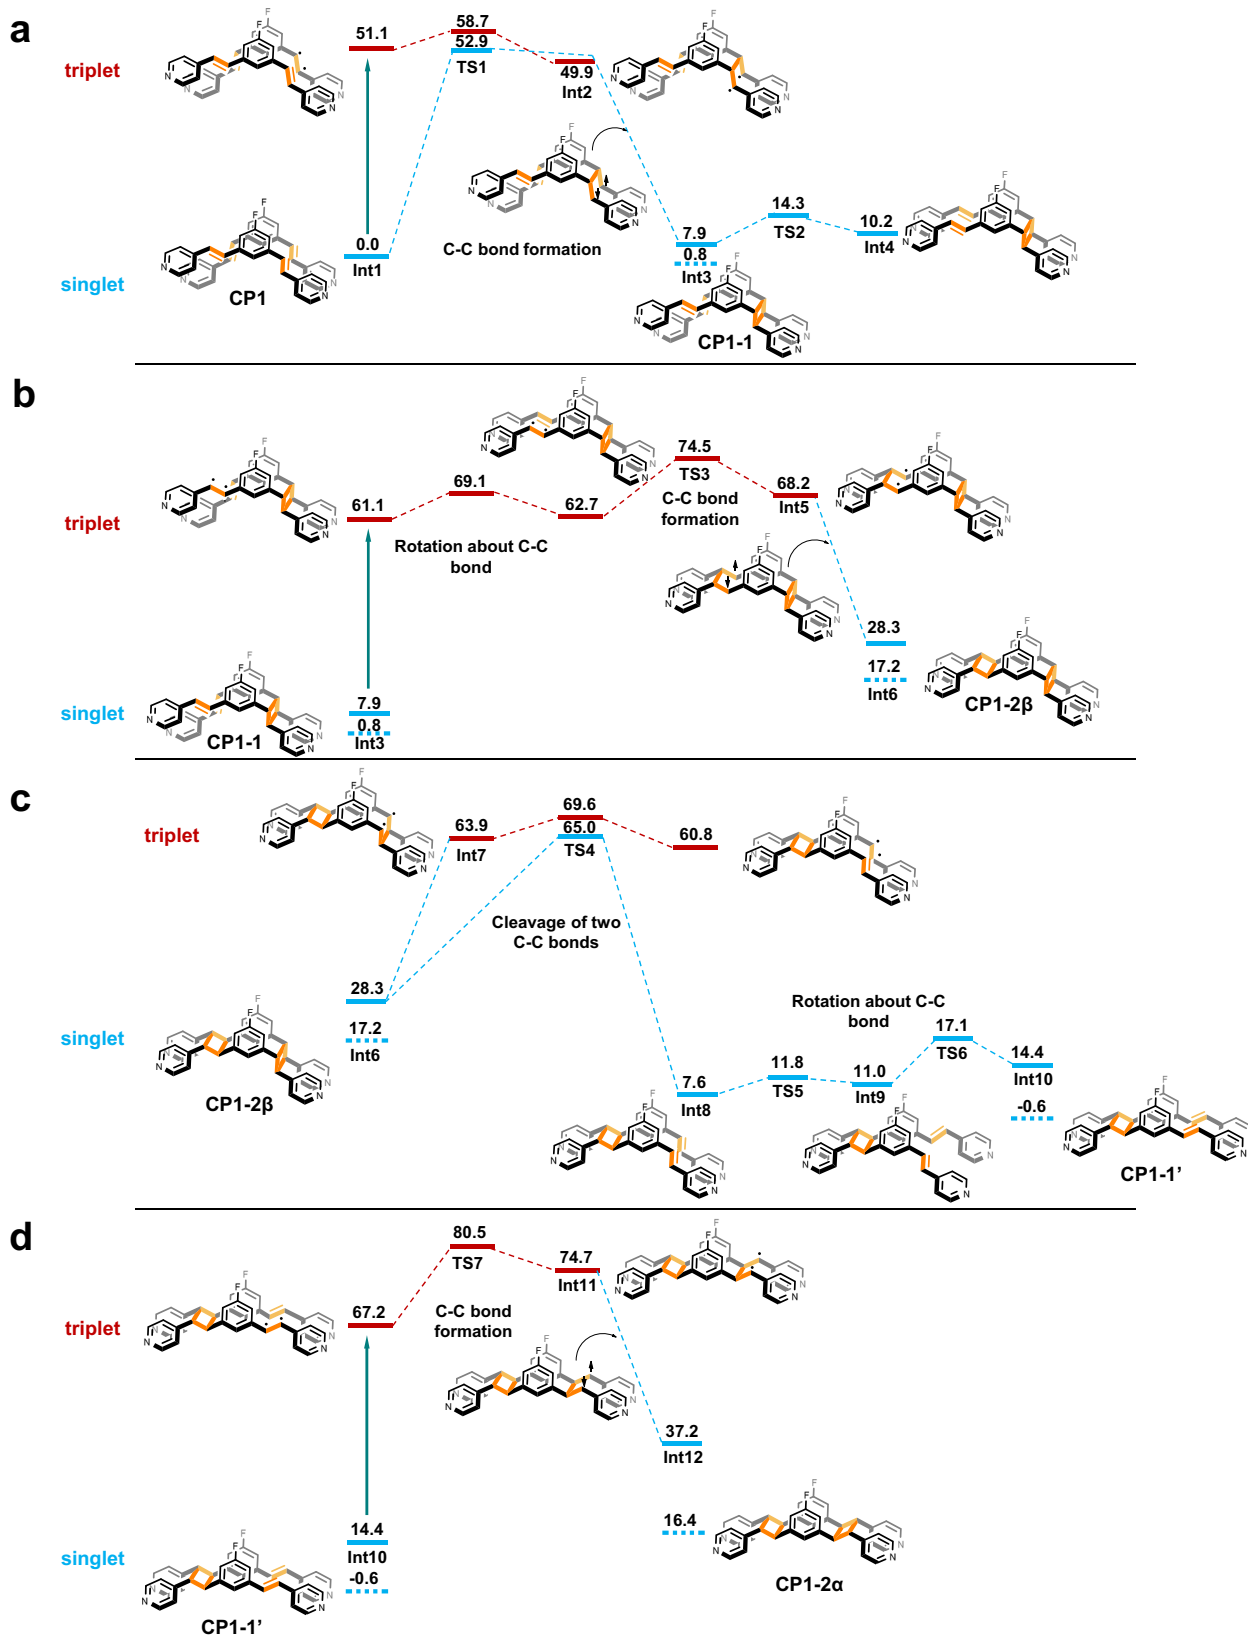 a
triplet
singlet
51.1
58.7
52.9
TS1
49.9
Int2
0.0
Int1
CP1
C-C bond formation
7.9
0.8
Int3
14.3
TS2
10.2
Int4
CP1-1
F
F
N
N
N
N
F
F
N
N
N
N
F
F
N
N
N
N
F
F
N
N
N
N
F
F
N
N
N
N
F
F
N
N
N
N
b
triplet
singlet
61.1
69.1
62.7
74.5
TS3
68.2
Int5
Rotation about C-C
bond
C-C bond
formation
28.3
17.2
Int6
CP1-2β
7.9
0.8
Int3
CP1-1
F
F
N
N
N
N
F
F
N
N
N
F
F
N
N
N
F
F
N
N
N
F
F
N
N
N
F
F
N
N
N
N
c
triplet
singlet
63.9
Int7
69.6
65.0
TS4
60.8
Cleavage of two
C-C bonds
28.3
17.2
Int6
CP1-2β
7.6
Int8
11.8
TS5
11.0
Int9
Rotation about C-C
bond
17.1
TS6
14.4
Int10
-0.6
CP1-1’
F
F
N
N
N
F
F
N
N
N
F
F
N
N
N
F
F
N
N
N
F
F
N
N
N
F
F
N
N
N
d
triplet
singlet
67.2
80.5
TS7
74.7
Int11
C-C bond
formation
37.2
Int12
16.4
CP1-2α
14.4
Int10
-0.6
CP1-1’
F
F
N
N
N
F
F
N
N
N
F
F
N
N
N
F
F
N
N
N
F
F
N
N
N